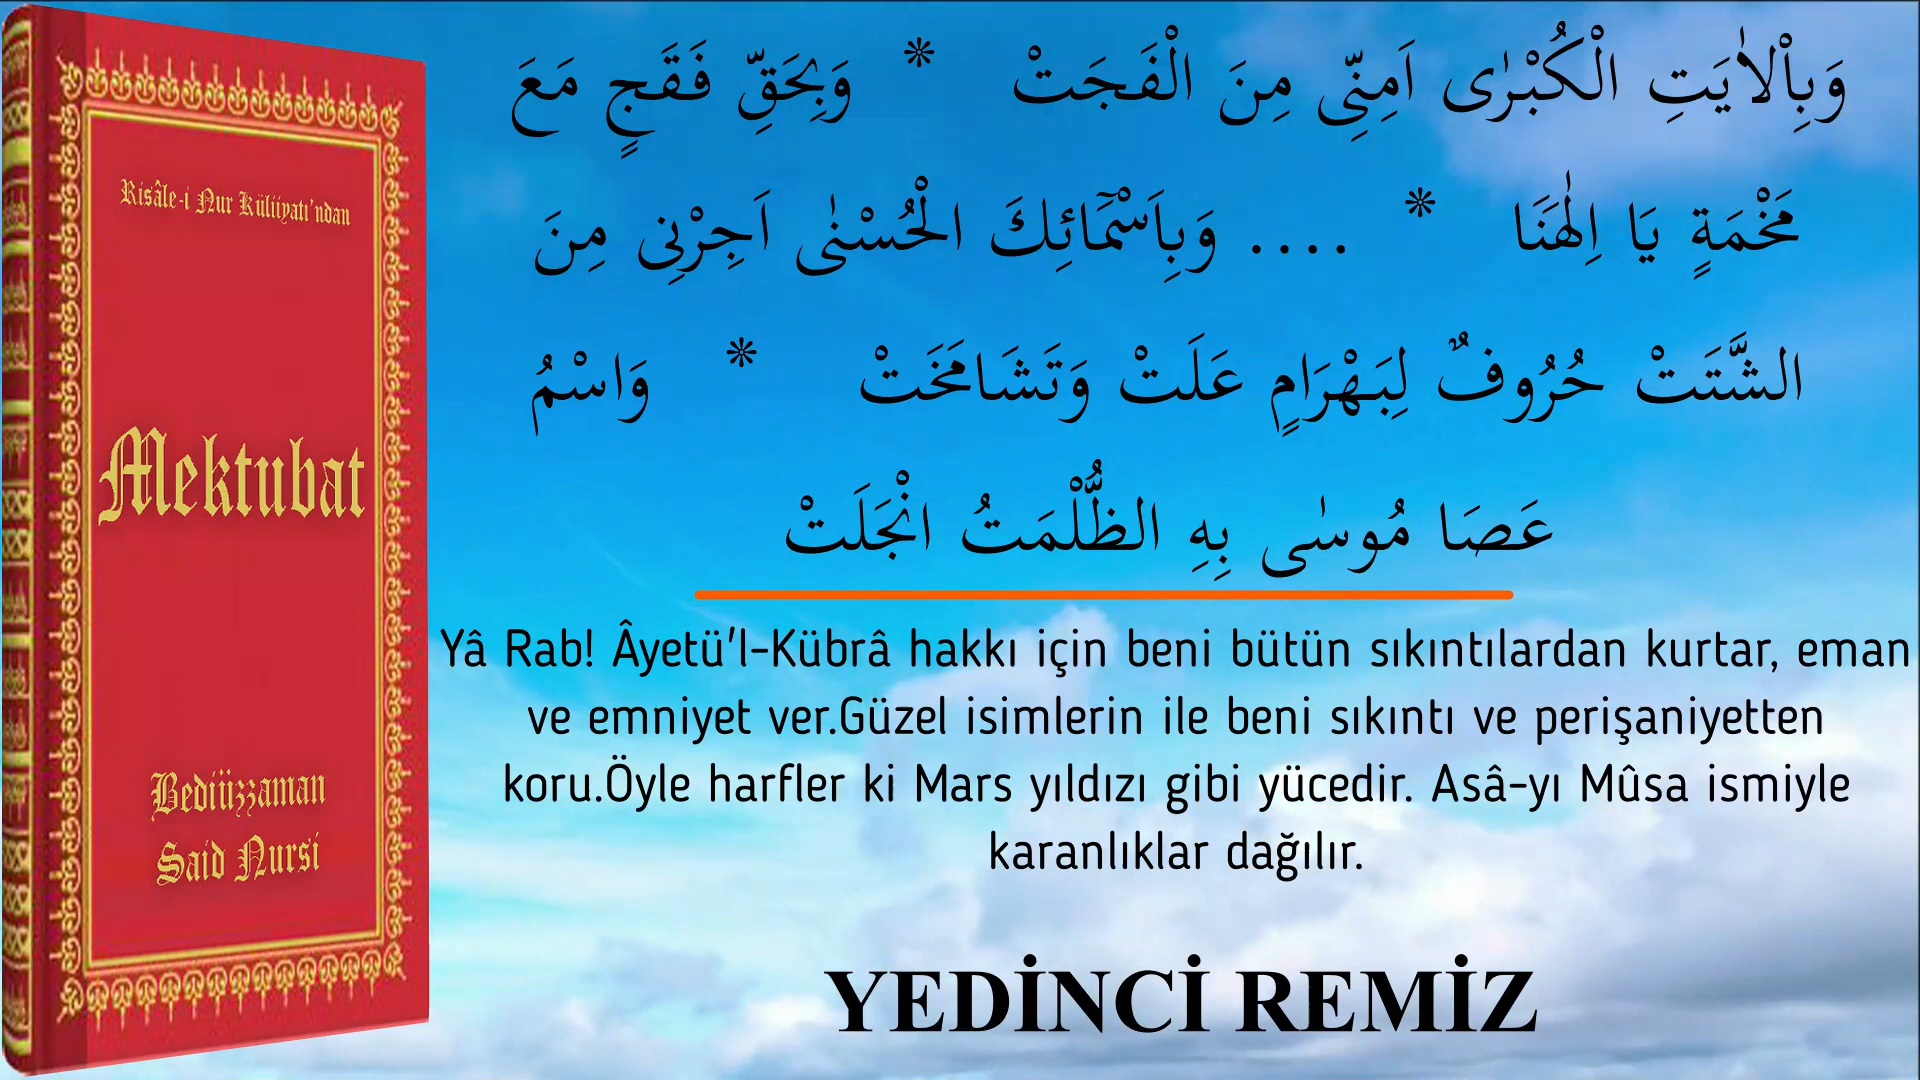 Risâle-i Nur Külliyatı'ndan
Mektubat
Bediüzzaman
Said Nursi
وَبِاْلاٰيَتِ الْكُبْرٰى اَمِنِّى مِنَ الْفَجَتْ * وَبِحَقِّ فَقَجٍ مَعَ
مَخْمَةٍ يَا اِلٰهَنَا * .... وَبِاَسْمَٓائِكَ الْحُسْنٰى اَجِرْنِى مِنَ
الشَّتَتْ حُرُوفٌ لِبَهْرَامٍ عَلَتْ وَتَشَامَخَتْ * وَاسْمُ
عَصَا مُوسٰى بِهِ الظُّلْمَتُ انْجَلَتْ
Yâ Rab! Âyetü'l-Kübrâ hakkı için beni bütün sıkıntılardan kurtar, eman
ve emniyet ver.Güzel isimlerin ile beni sıkıntı ve perişaniyetten
koru.Öyle harfler ki Mars yıldızı gibi yücedir. Asâ-yı Mûsa ismiyle
karanlıklar dağılır.
YEDİNCİ REMİZ